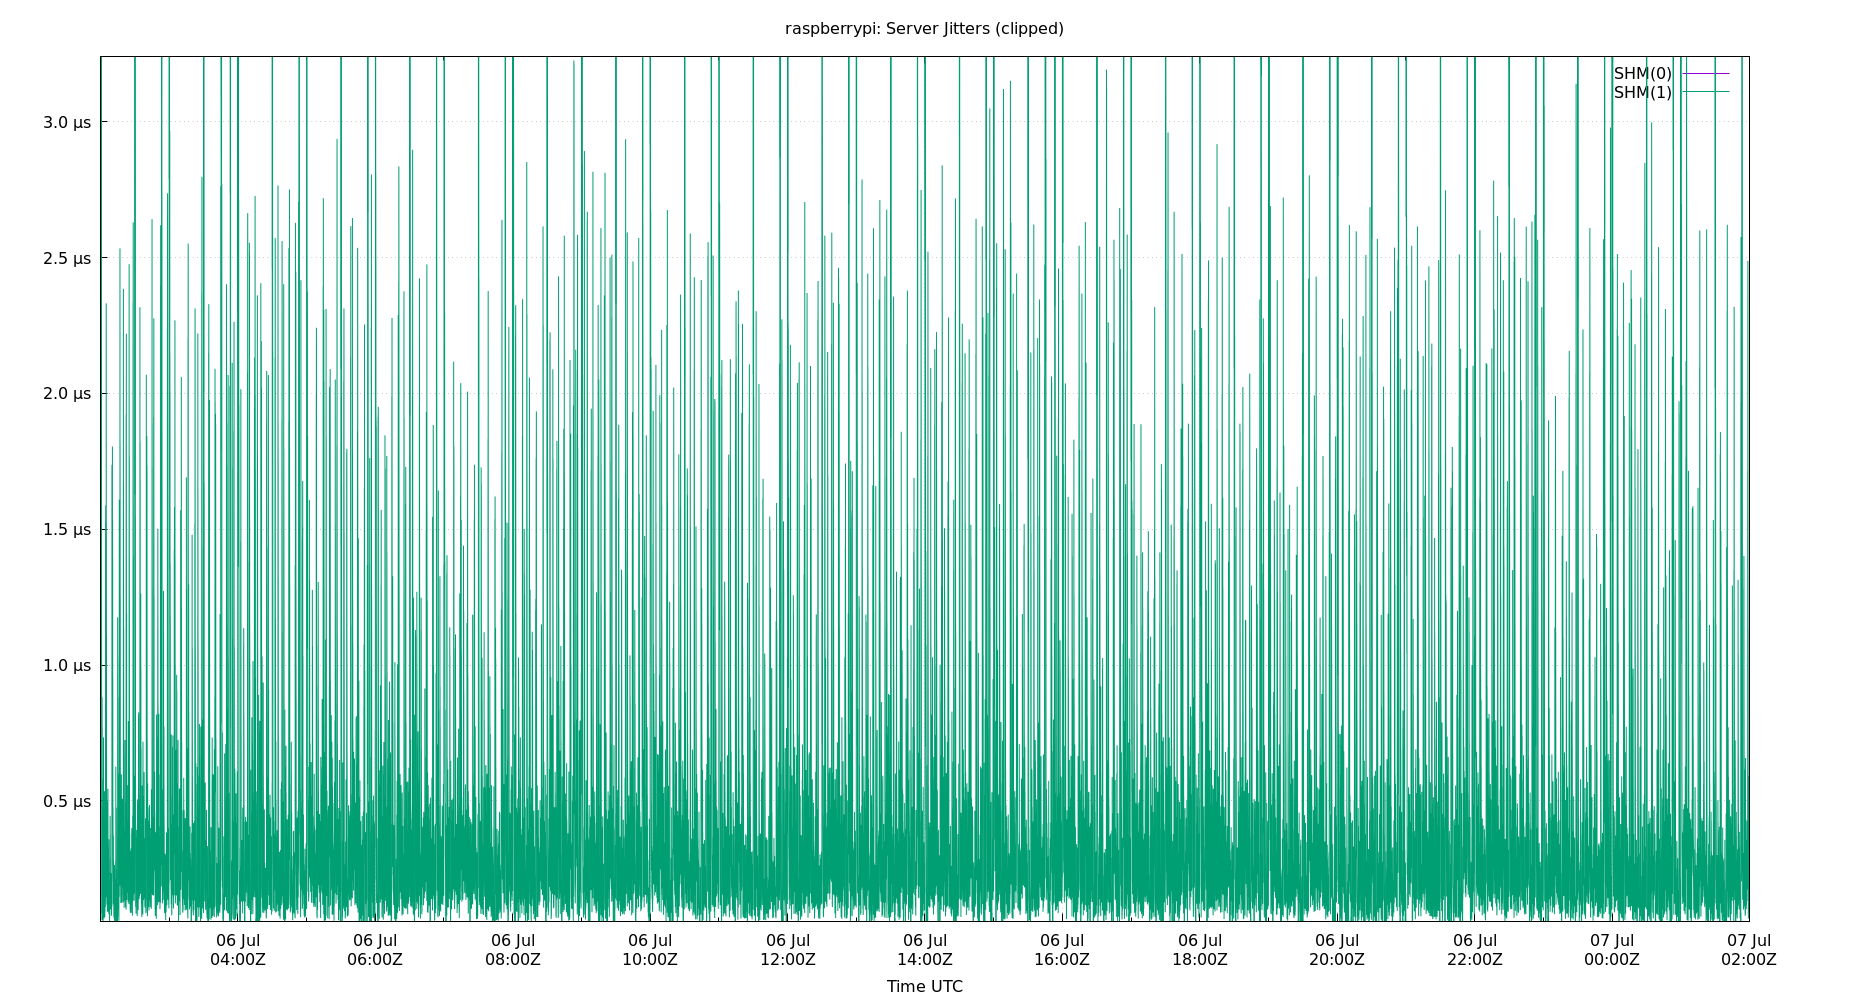 raspberrypi: Server Jitters (clipped)
SHM(0)
SHM(1)
3.0 µs
2.5 µs
2.0 µs
1.5 µs
1.0 µs
0.5 µs
06 Jul 06 Jul 06 Jul 06 Jul 06 Jul 06 Jul 06 Jul 06 Jul 06 Jul 06 Jul 07 Jul 07 Jul
04:00Z 06:00Z 08:00Z 10:00Z 12:00Z 14:00Z 16:00Z 18:00Z 20:00Z 22:00Z 00:00Z 02:00Z
Time UTC